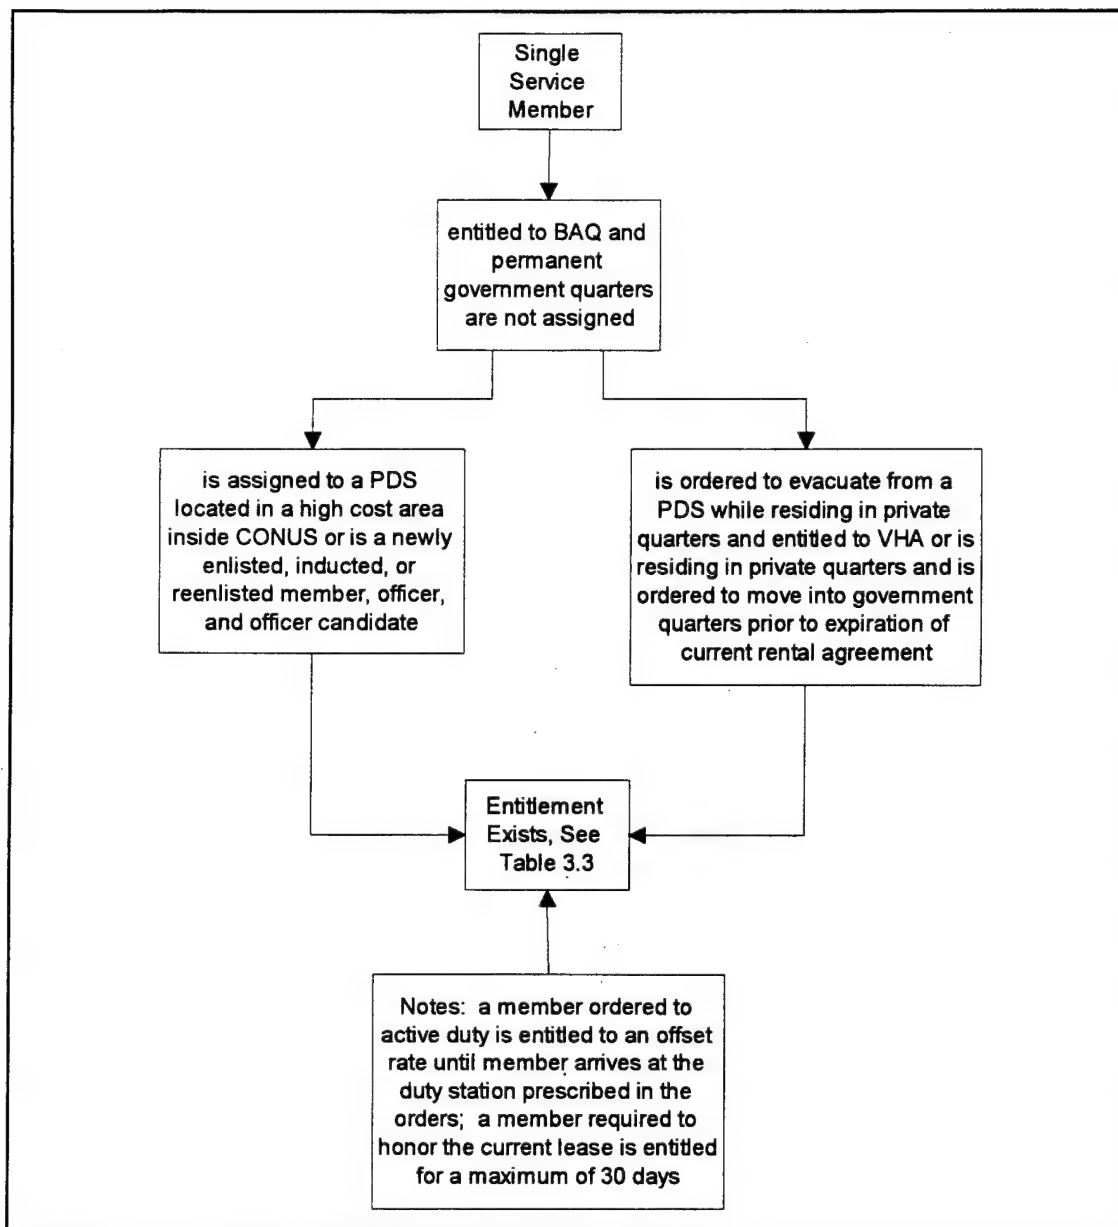 Single
Service
Member
entitled to BAQ and
permanent
government quarters
are not assigned
is assigned to a PDS
located in a high cost area
inside CONUS or is a newly
enlisted, inducted, or
reenlisted member, officer,
and officer candidate
is ordered to evacuate from a
PDS while residing in private
quarters and entitled to VHA or is
residing in private quarters and is
ordered to move into government
quarters prior to expiration of
current rental agreement
Entitlement
Exists, See
Table 3.3
Notes: a member ordered to
active duty is entitled to an offset
rate until member arrives at the
duty station prescribed in the
orders; a member required to
honor the current lease is entitled
for a maximum of 30 days